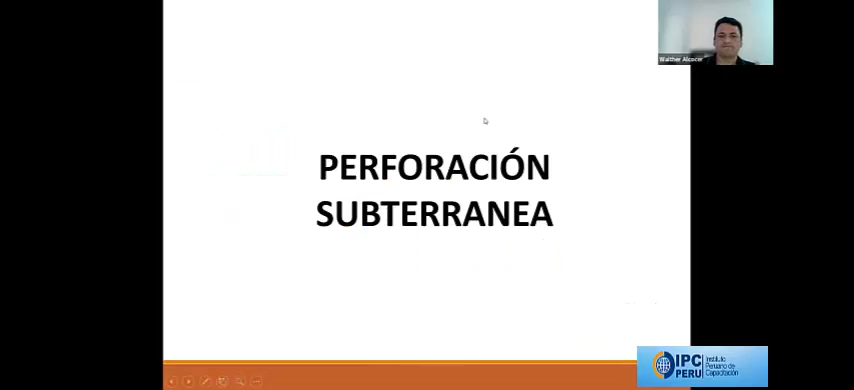 Walther Alcocer
PERFORACIÓN
SUBTERRANEA
IPC
PERU
Instituto
Peruano de
Capacitación